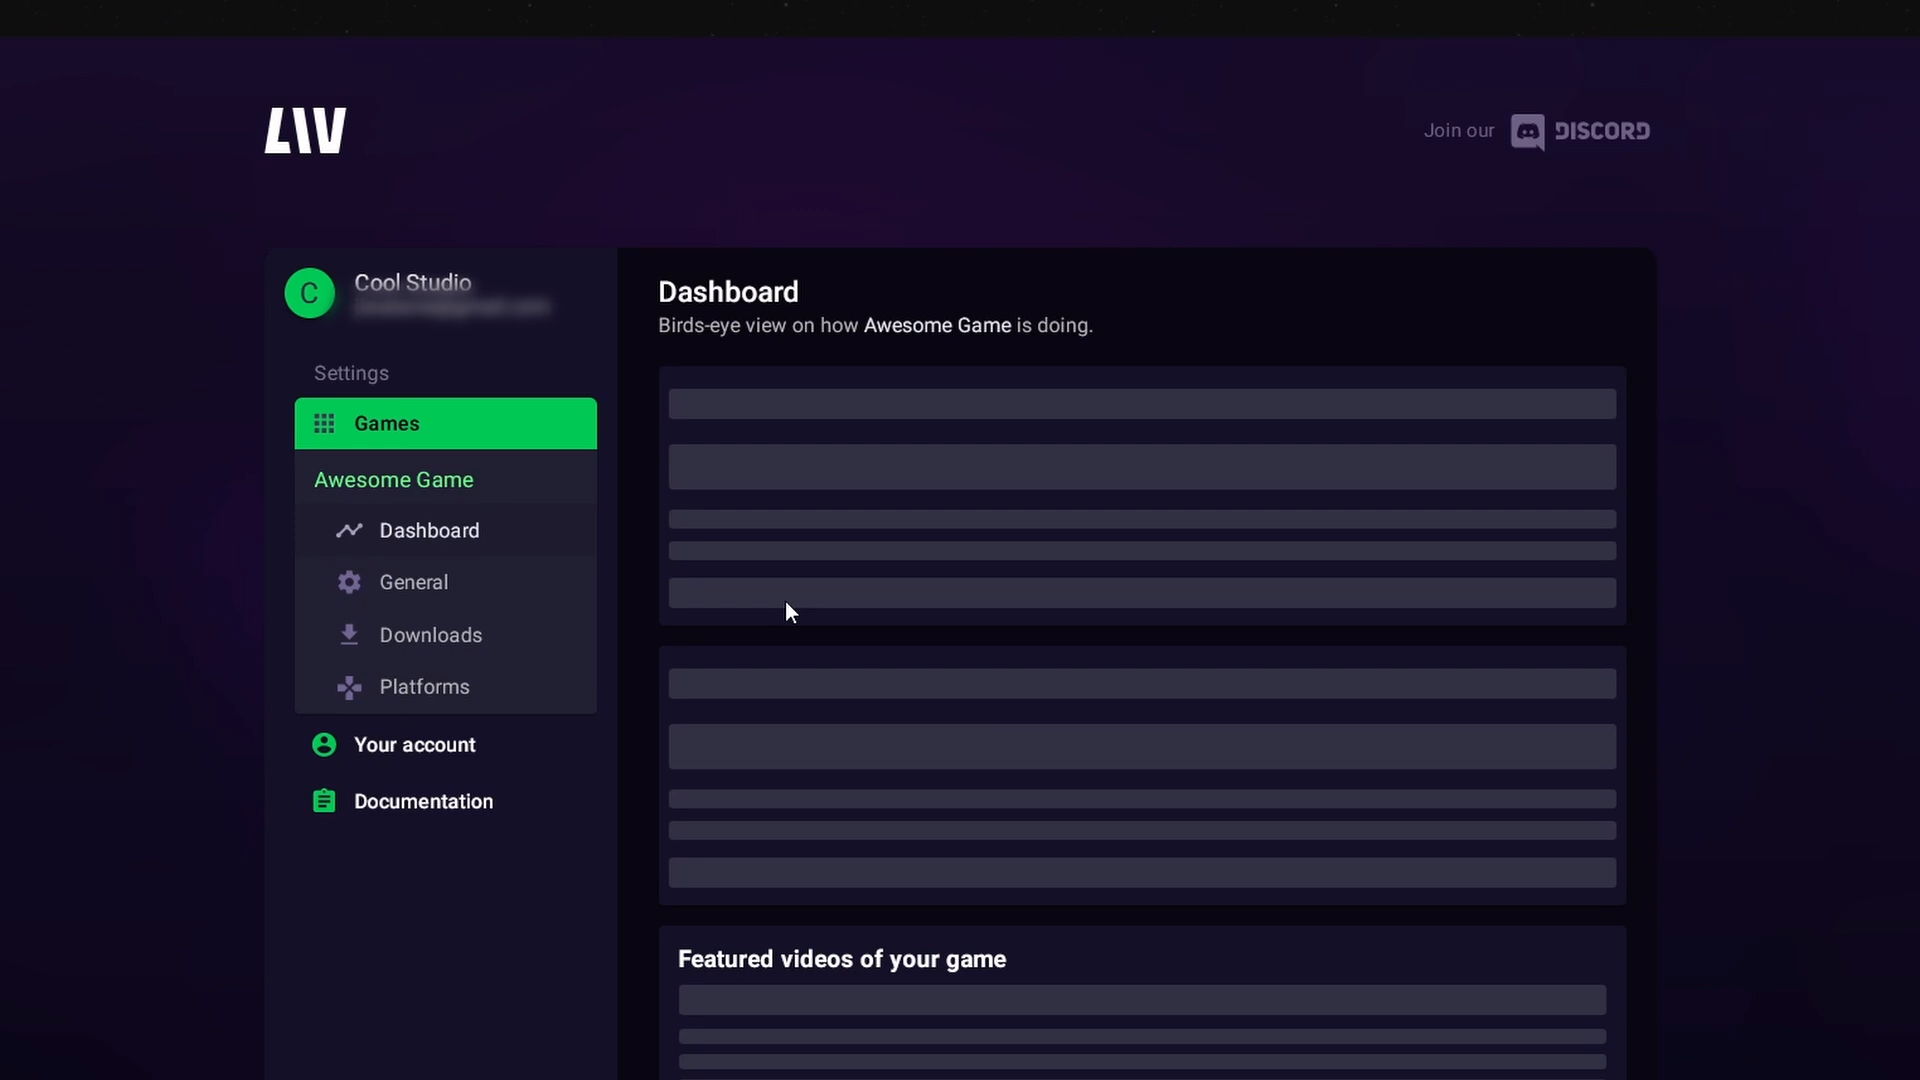 LIV
Join our DISCORD
C
Cool Studio
Settings
Games
Awesome Game
Dashboard
General
Downloads
Platforms
Your account
Documentation
Dashboard
Birds-eye view on how Awesome Game is doing.
Featured videos of your game